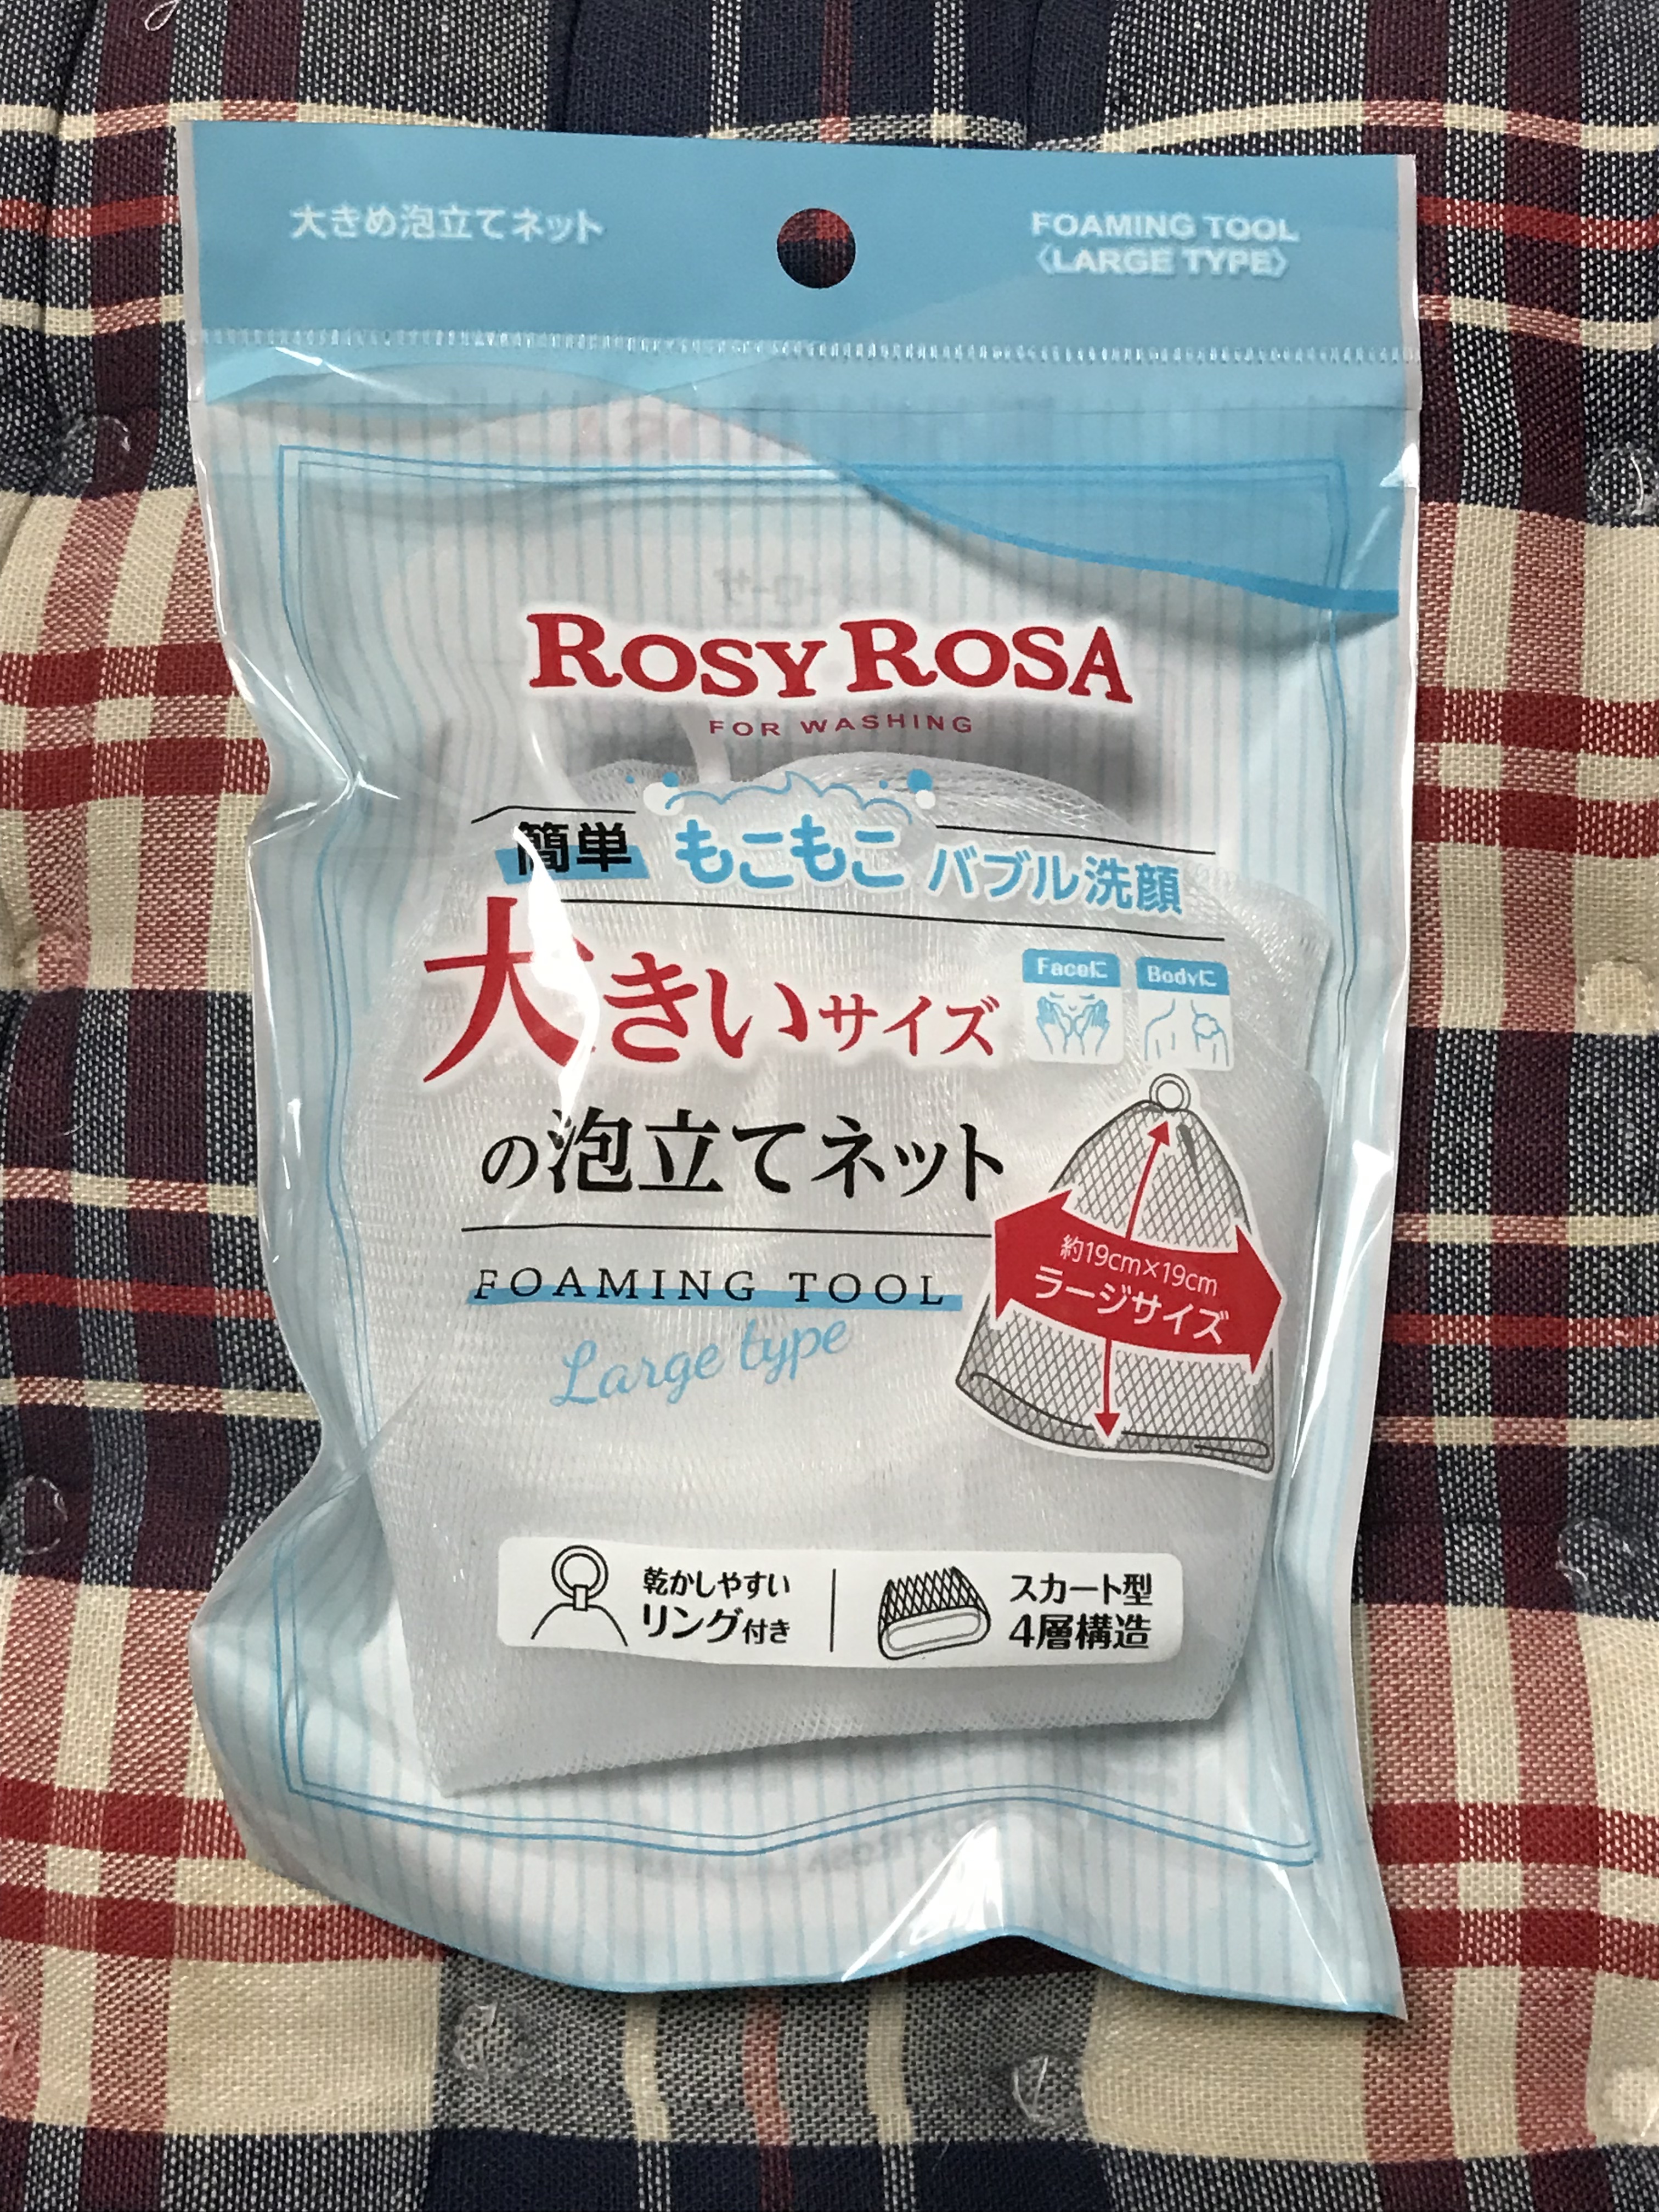 大きめ泡立てネット
FOAMING TOOL
〈LARGE TYPE〉
ROSY ROSA
FOR WASHING
簡単 もこもこ バブル洗顔
大きいサイズ
Faceに
Bodyに
の泡立てネット
約19cm×19cm
ラージサイズ
FOAMING TOOL
Large type
乾かしやすい
リング付き
スカート型
4層構造